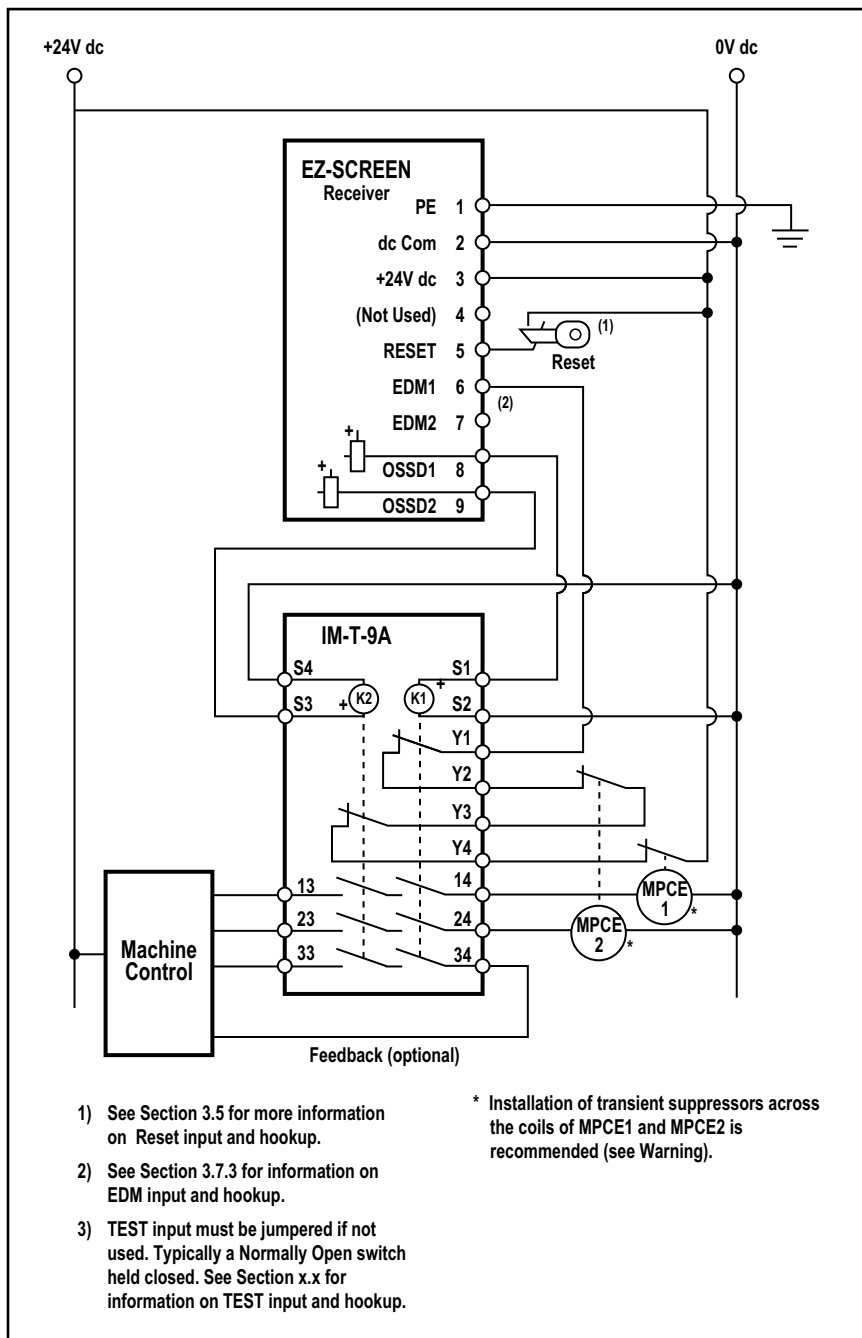 +24V dc
0V dc
EZ-SCREEN
Receiver
PE 1
dc Com 2
+24V dc 3
(Not Used) 4
(1)
RESET 5
Reset
EDM1 6
(2)
EDM2 7
+
OSSD1 8
+
OSSD2 9
IM-T-9A
S4
S1
+
K2
K1
S3
+
S2
Y1
Y2
Y3
Y4
13
14
MPCE
1
*
23
24
MPCE
2
*
33
34
Machine
Control
Feedback (optional)
1) See Section 3.5 for more information
on Reset input and hookup.
2) See Section 3.7.3 for information on
EDM input and hookup.
3) TEST input must be jumpered if not
used. Typically a Normally Open switch
held closed. See Section x.x for
information on TEST input and hookup.
* Installation of transient suppressors across
the coils of MPCE1 and MPCE2 is
recommended (see Warning).